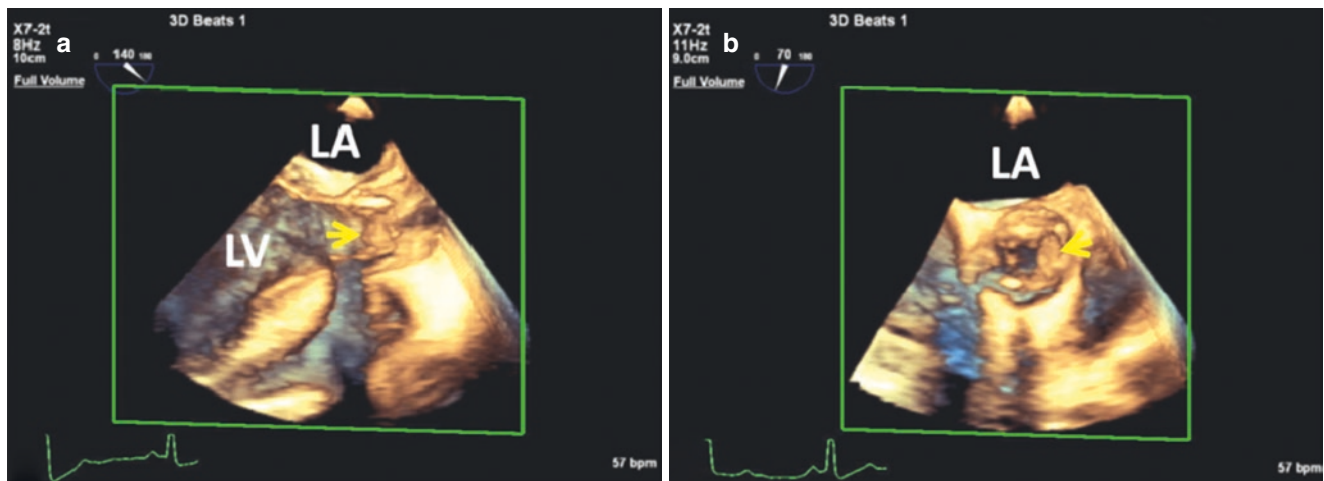 3D Beats 1
X7-2t
a
8Hz
10cm
0 140 180
Full Volume
LA
LV
57 bpm
3D Beats 1
X7-2t
b
11Hz
9.0cm
0 70 180
Full Volume
LA
57 bpm